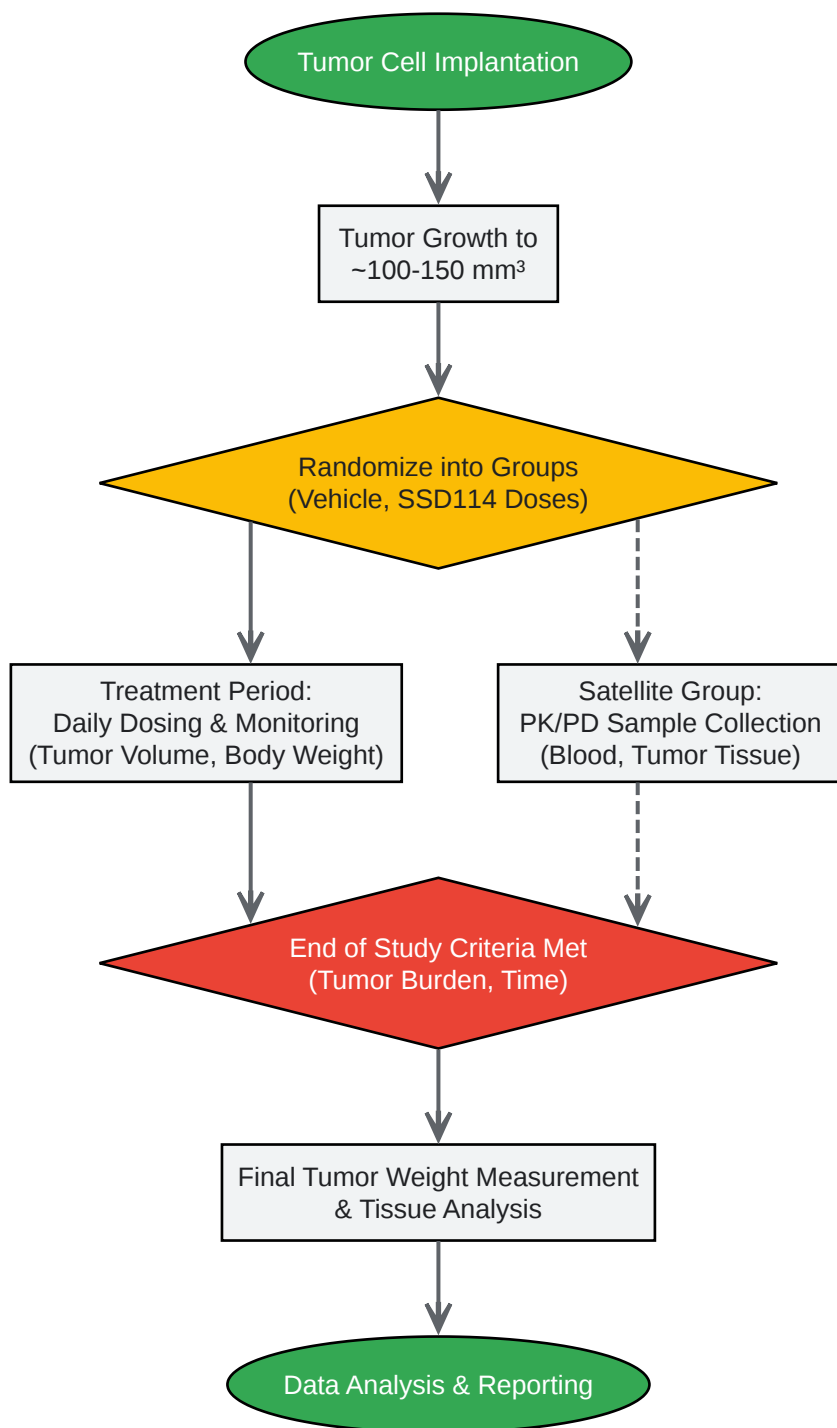 Tumor Cell Implantation
Tumor Growth to
~100-150 mm³
Randomize into Groups
(Vehicle, SSD114 Doses)
Treatment Period:
Daily Dosing & Monitoring
(Tumor Volume, Body Weight)
Satellite Group:
PK/PD Sample Collection
(Blood, Tumor Tissue)
End of Study Criteria Met
(Tumor Burden, Time)
Final Tumor Weight Measurement
& Tissue Analysis
Data Analysis & Reporting